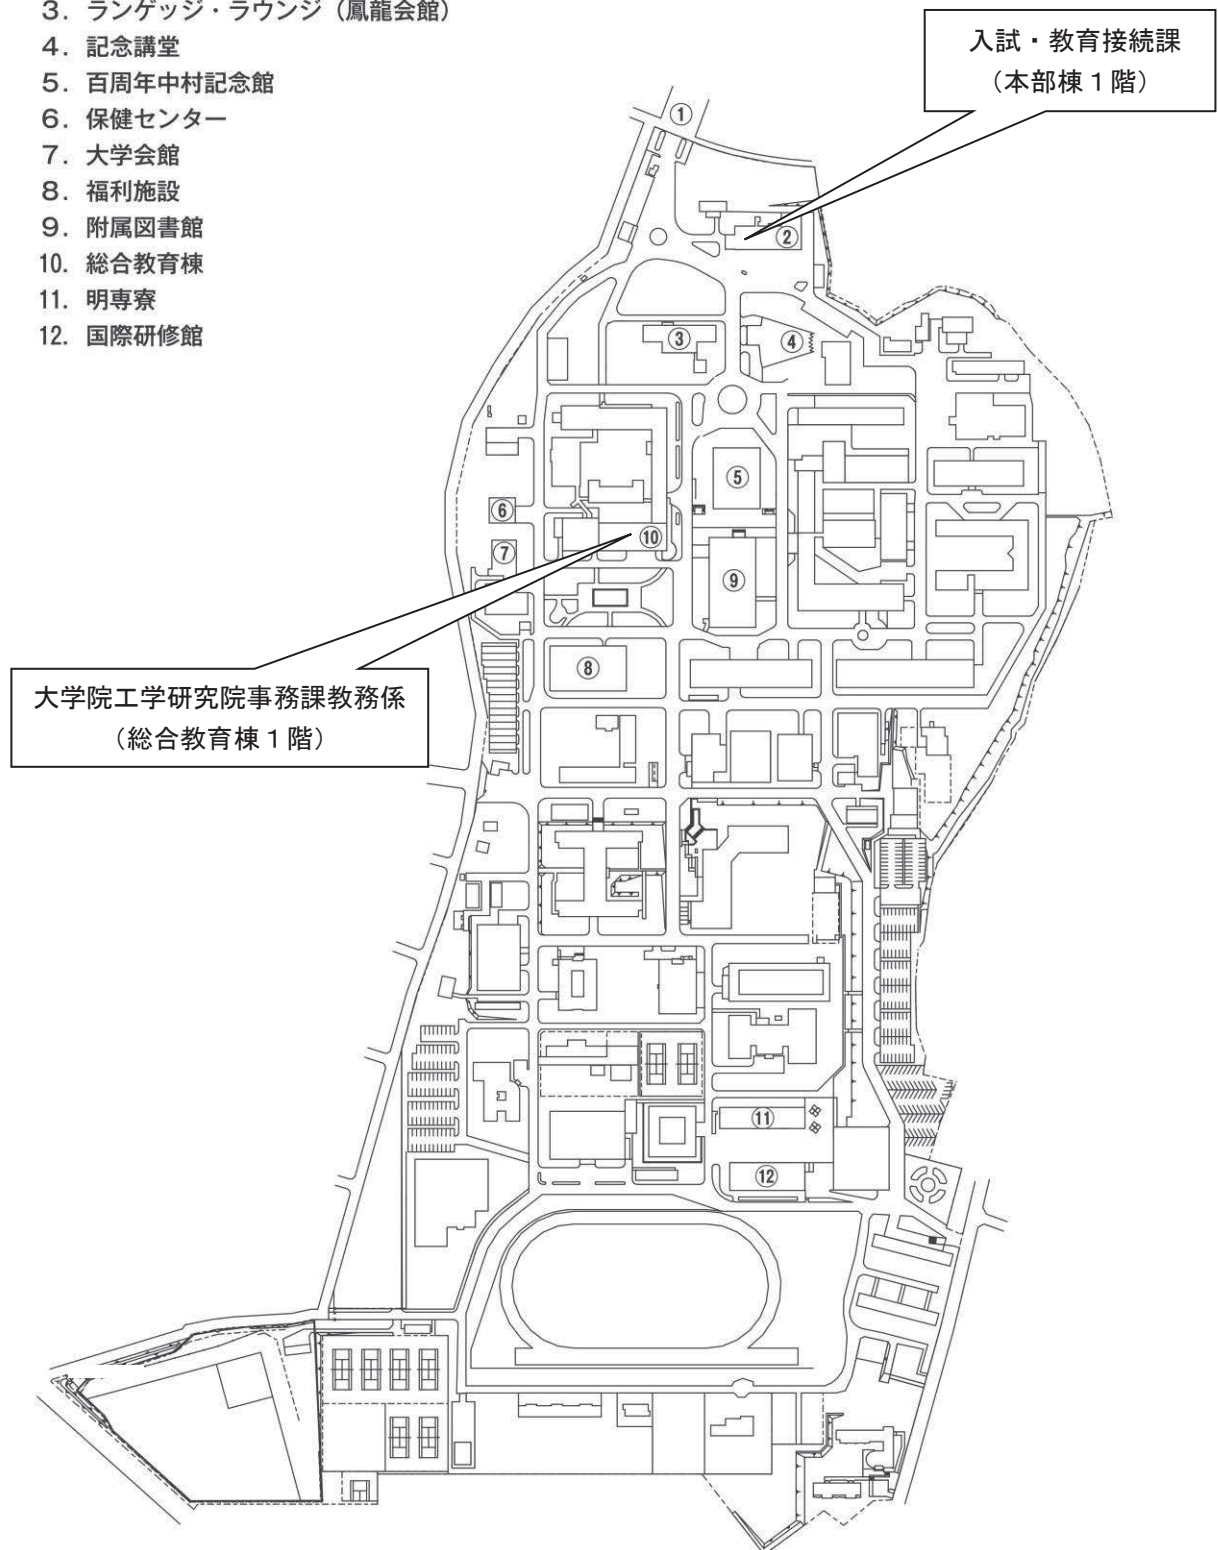 3. ランゲッジ・ラウンジ（鳳龍会館）
4. 記念講堂
5. 百周年中村記念館
6. 保健センター
7. 大学会館
8. 福利施設
9. 附属図書館
10. 総合教育棟
11. 明専寮
12. 国際研修館
入試・教育接続課
（本部棟１階）
①
②
③
④
⑤
⑥
⑩
⑦
⑨
⑧
大学院工学研究院事務課教務係
（総合教育棟１階）
⑪
⑫